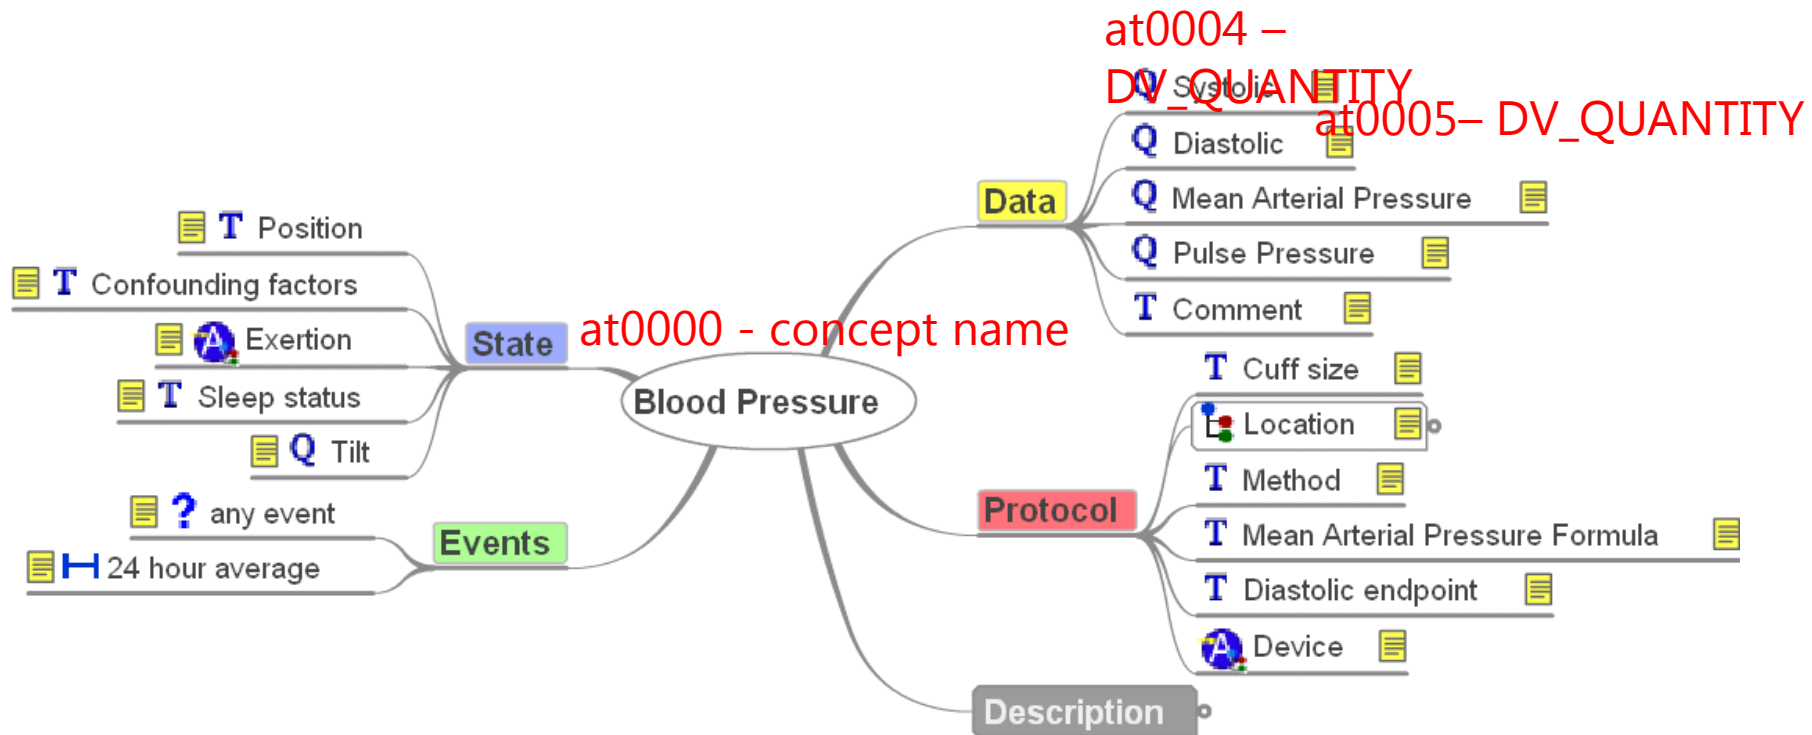 at0004 –
DV_QUANTITY
Systolic
at0005– DV_QUANTITY
Q Diastolic
Data
Q Mean Arterial Pressure
T Position
Q Pulse Pressure
T Confounding factors
T Comment
at0000 - concept name
State
A Exertion
T Cuff size
T Sleep status
Blood Pressure
Location
Q Tilt
T Method
? any event
Protocol
T Mean Arterial Pressure Formula
Events
24 hour average
T Diastolic endpoint
A Device
Description